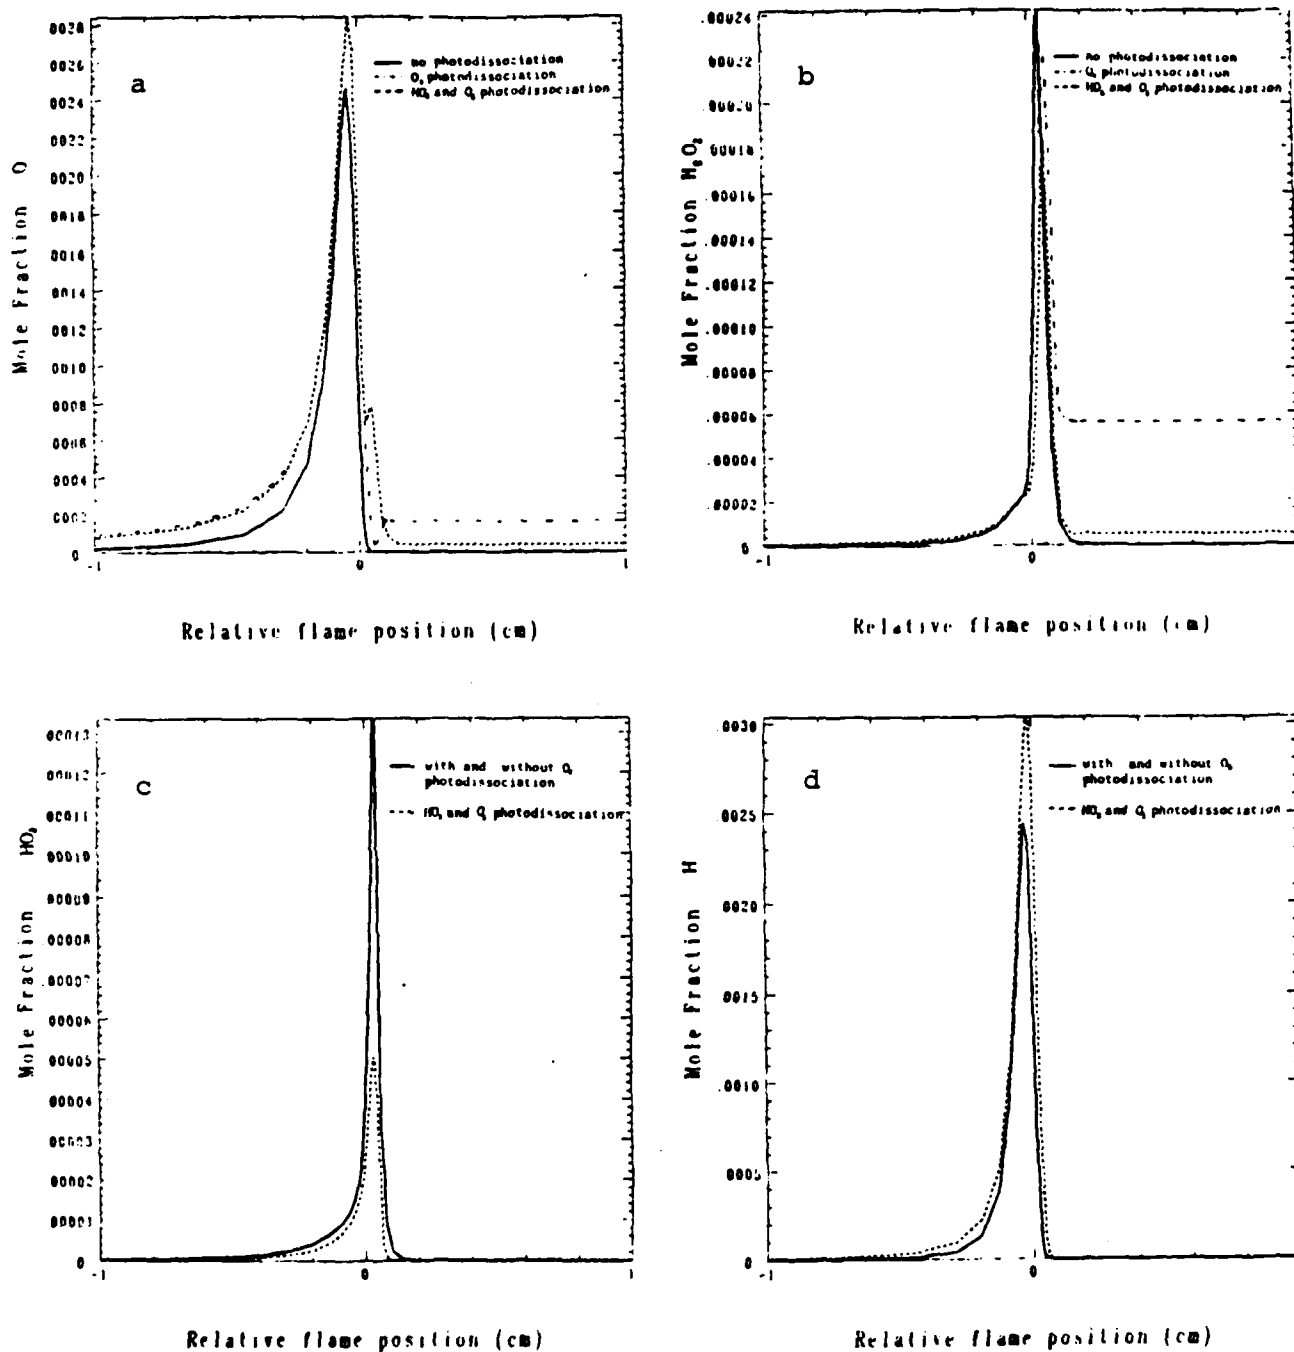 a
no photodissociation
O₂ photodissociation
HO₂ and O₂ photodissociation
Mole Fraction O
0028
0026
0024
0022
0020
0018
0016
0014
0012
0010
0008
0006
0004
0002
0
-1
0
1
Relative flame position (cm)
b
no photodissociation
O₂ photodissociation
HO₂ and O₂ photodissociation
Mole Fraction H₂O₂
.00024
.00022
.00020
.00018
.00016
.00014
.00012
.00010
.00008
.00006
.00004
.00002
0
-1
0
Relative flame position (cm)
c
with and without O₂
photodissociation
HO₂ and O₂ photodissociation
Mole Fraction HO₂
00013
00012
00011
00010
00009
00008
00007
00006
00005
00004
00003
00002
00001
0
-1
0
1
Relative flame position (cm)
d
with and without O₂
photodissociation
HO₂ and O₂ photodissociation
Mole Fraction H
.0030
.0025
.0020
.0015
.0010
.0005
0
-1
0
Relative flame position (cm)